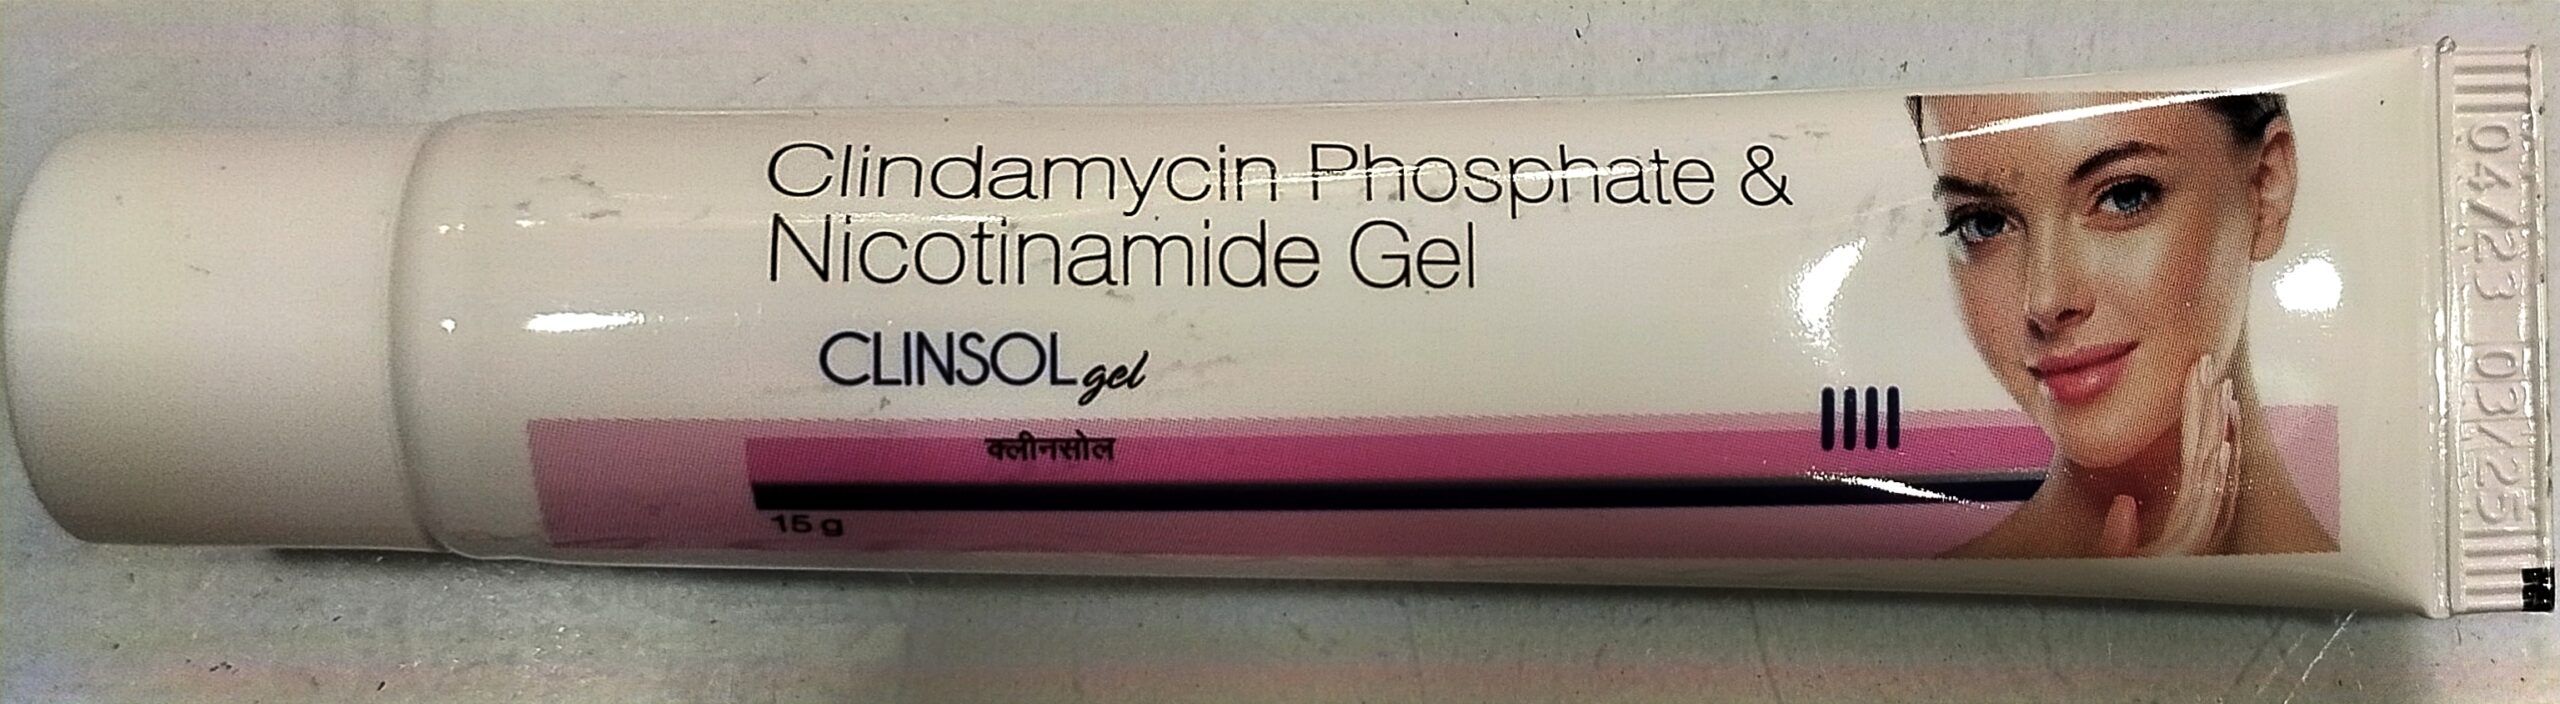 Clindamycin Phosphate &
Nicotinamide Gel
CLINSOL gel
क्लीनसोल
15 g
04/23 03/25